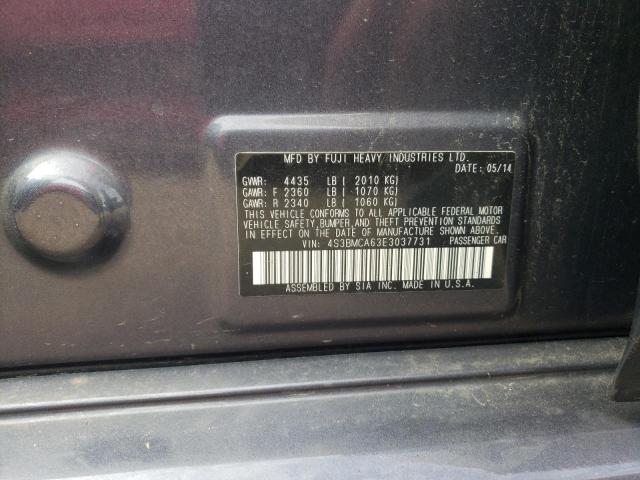 MFD BY FUJI HEAVY INDUSTRIES LTD.
DATE: 05/14
GVWR: 4435 LB ( 2010 KG)
GAWR: F 2360 LB ( 1070 KG)
GAWR: R 2340 LB ( 1060 KG)
THIS VEHICLE CONFORMS TO ALL APPLICABLE FEDERAL MOTOR
VEHICLE SAFETY,BUMPER,AND THEFT PREVENTION STANDARDS
IN EFFECT ON THE DATE OF MANUFACTURE SHOWN ABOVE.
VIN: 4S3BMCA63E3037731 PASSENGER CAR
ASSEMBLED BY SIA INC. MADE IN U.S.A.